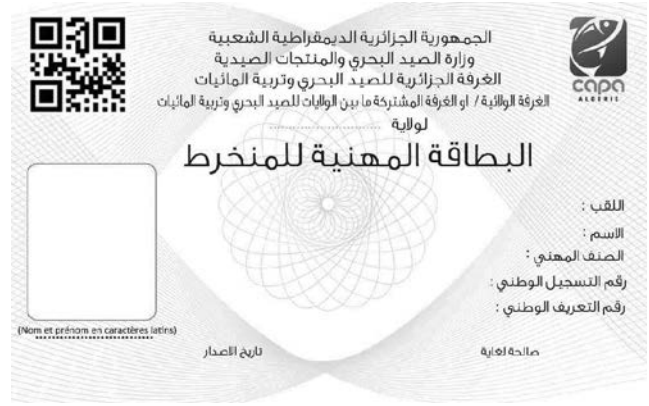 الجمهورية الجزائرية الديمقراطية الشعبية
وزارة الصيد البحري والمنتجات الصيدية
الغرفة الجزائرية للصيد البحري وتربية المائيات
الغرفة الولائية / او الغرفة المشتركة ما بين الولايات للصيد البحري وتربية المائيات
لولاية ....................
capa
ALGERIE
البطاقة المهنية للمنخرط
اللقب :
الاسم :
الصنف المهني :
رقم التسجيل الوطني :
رقم التعريف الوطني :
(Nom et prénom en caractères latins)
صالحة لغاية
تاريخ الاصدار